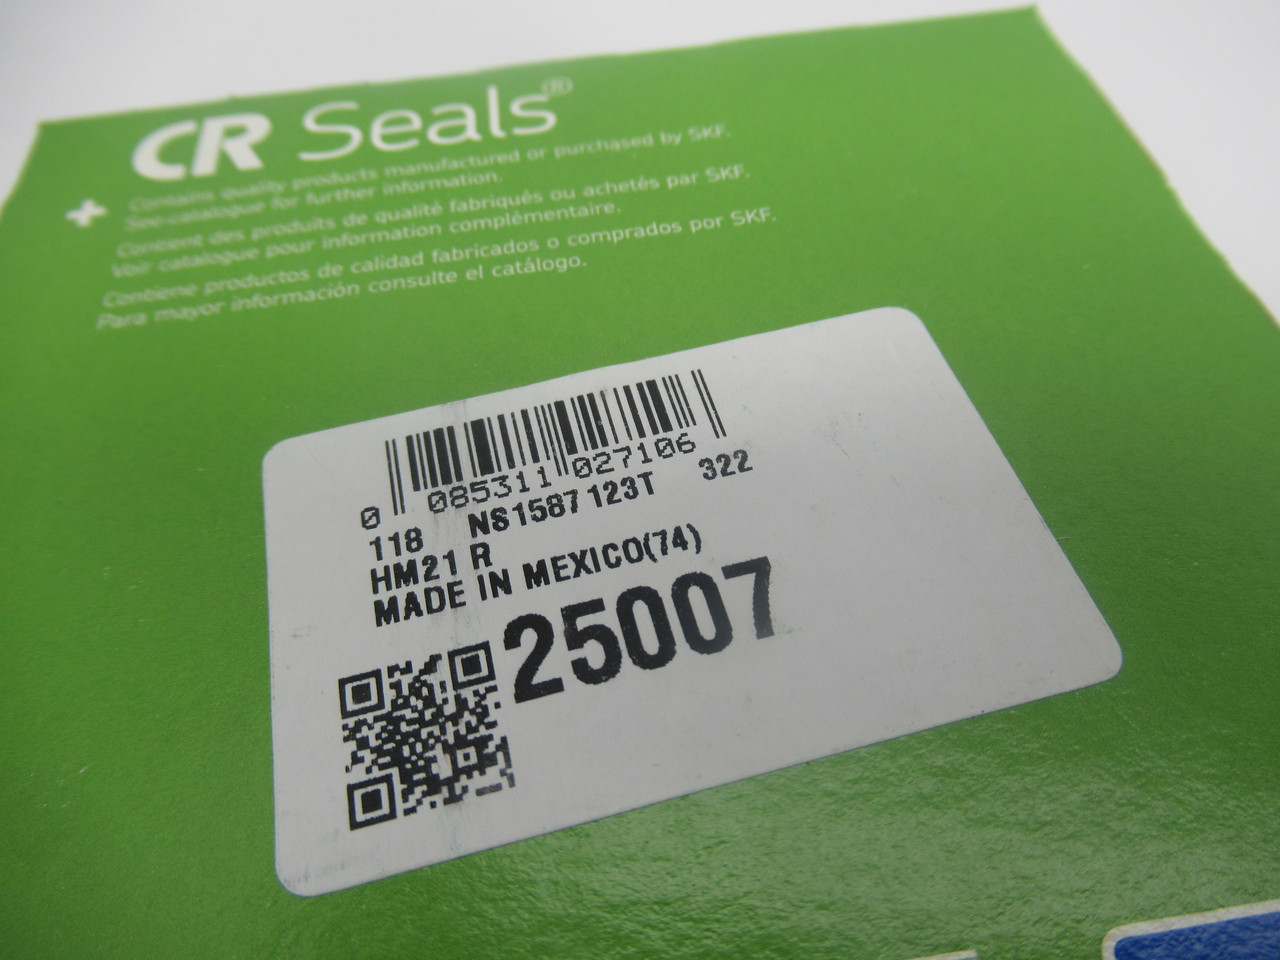 CR Seals®
Contains quality products manufactured or purchased by SKF.
See catalogue for further information.
Contient des produits de qualité fabriqués ou achetés par SKF.
Voir catalogue pour information complémentaire.
Contiene productos de calidad fabricados o comprados por SKF.
Para mayor información consulte el catálogo.
0 085311 027106
118 NS1587 123T 322
HM21 R
MADE IN MEXICO(74)
25007